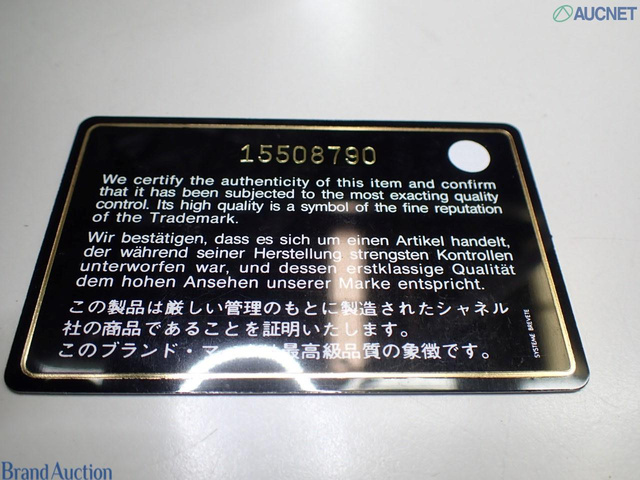 AUCNET
15508790
We certify the authenticity of this item and confirm
that it has been subjected to the most exacting quality
control. Its high quality is a symbol of the fine reputation
of the Trademark.
Wir bestätigen, dass es sich um einen Artikel handelt,
der während seiner Herstellung strengsten Kontrollen
unterworfen war, und dessen erstklassige Qualität
dem hohen Ansehen unserer Marke entspricht.
この製品は厳しい管理のもとに製造されたシャネル
社の商品であることを証明いたします。
このブランド・マ は最高級品質の象徴です。
SYSTEME BREVETE
Brand Auction